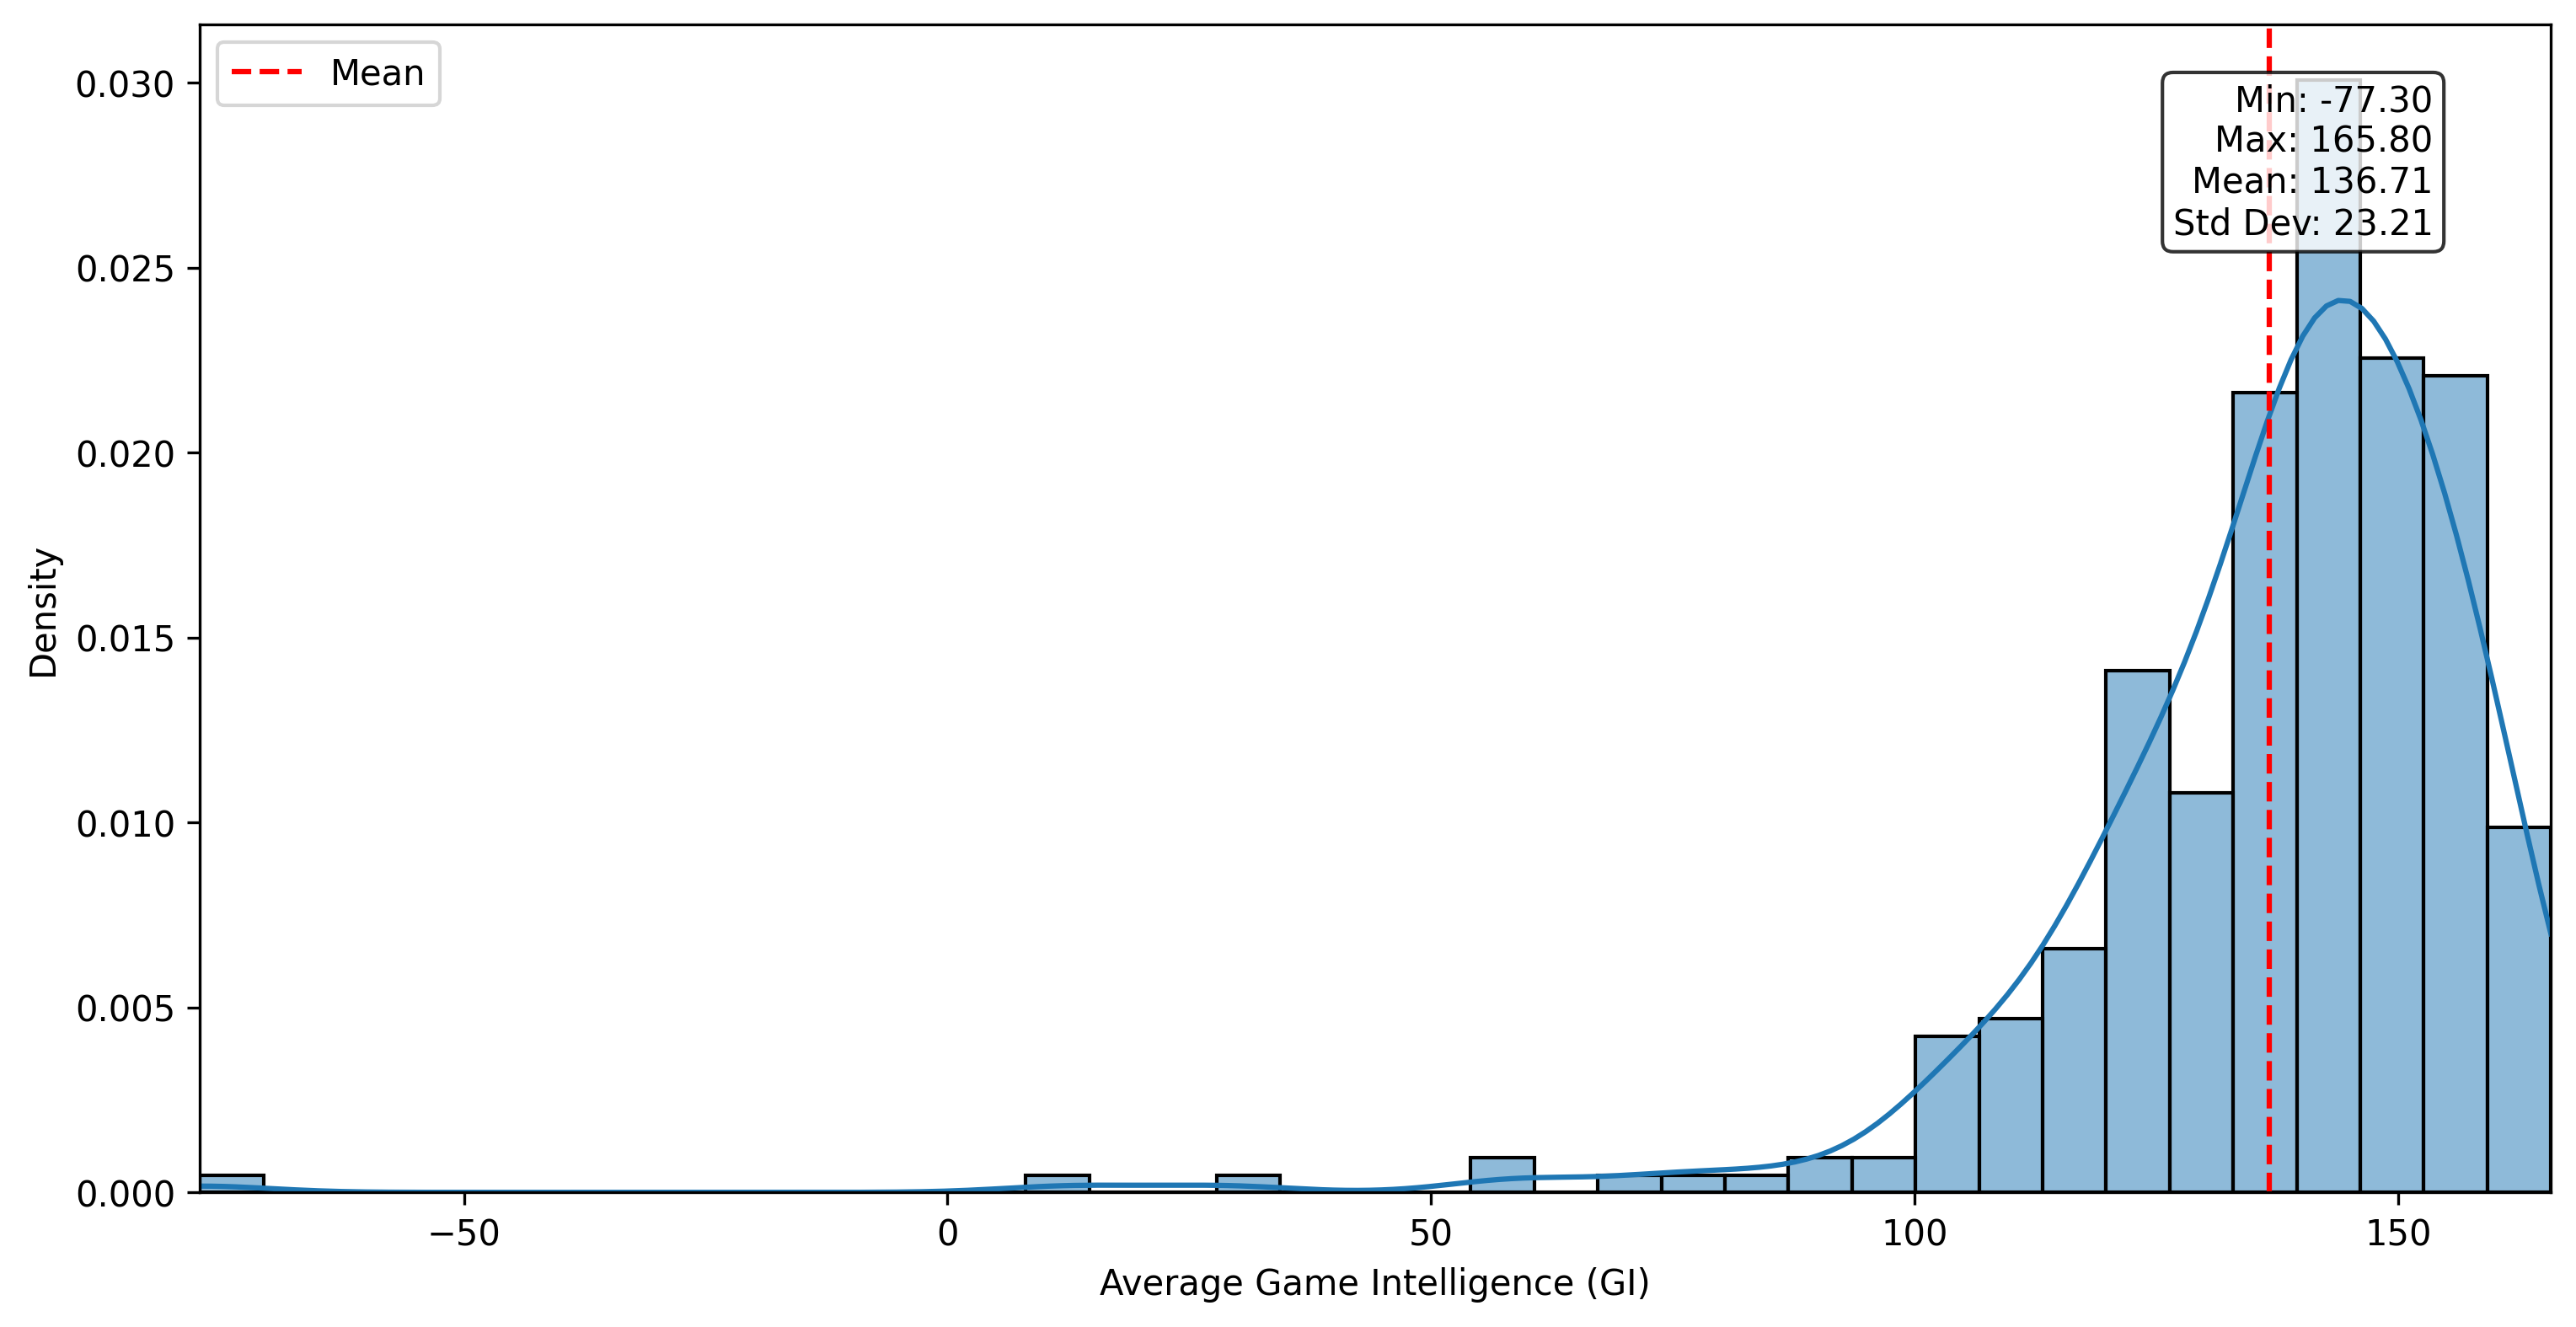 Mean
Min: -77.30
Max: 165.80
Mean: 136.71
Std Dev: 23.21
0.030
0.025
0.020
0.015
0.010
0.005
0.000
Density
−50 0 50 100 150
Average Game Intelligence (GI)